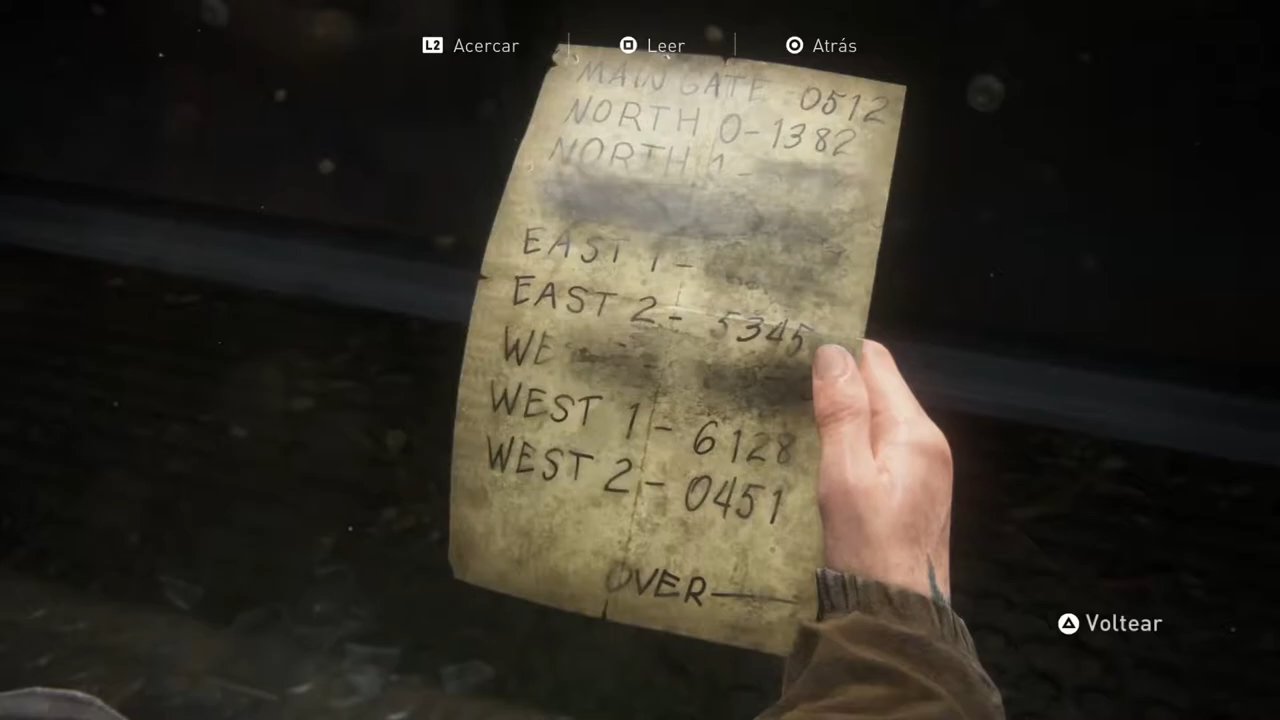 L2 Acercar Leer Atrás
MAIN GATE - 0512
NORTH 0 - 1382
NORTH 1 -
EAST 1 -
EAST 2 - 5345
WE
WEST 1 - 6128
WEST 2 - 0451
OVER
Voltear